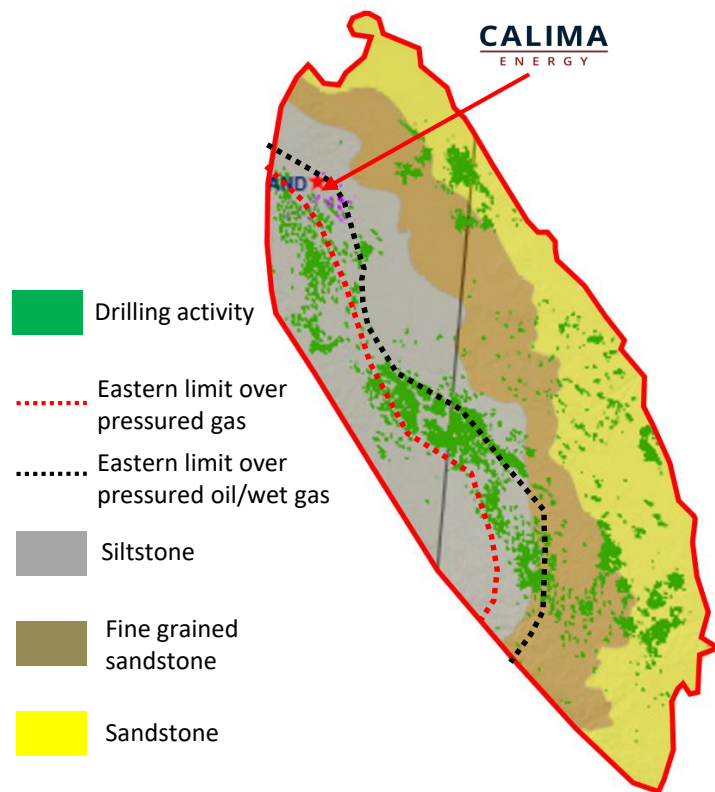 CALIMA
ENERGY
AND
Drilling activity
Eastern limit over
pressured gas
Eastern limit over
pressured oil/wet gas
Siltstone
Fine grained
sandstone
Sandstone